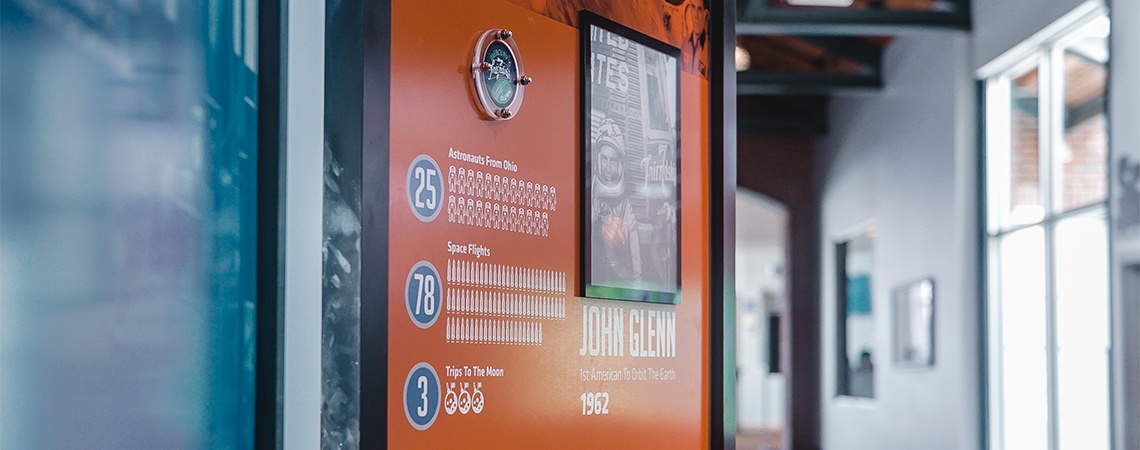 25
Astronauts From Ohio
78
Space Flights
3
Trips To The Moon
JOHN GLENN
1st American To Orbit The Earth
1962